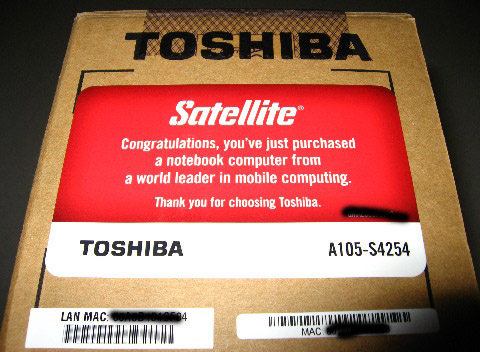 TOSHIBA
Satellite®
Congratulations, you've just purchased
a notebook computer from
a world leader in mobile computing.
Thank you for choosing Toshiba.
TOSHIBA A105-S4254
LAN MAC:
MAC